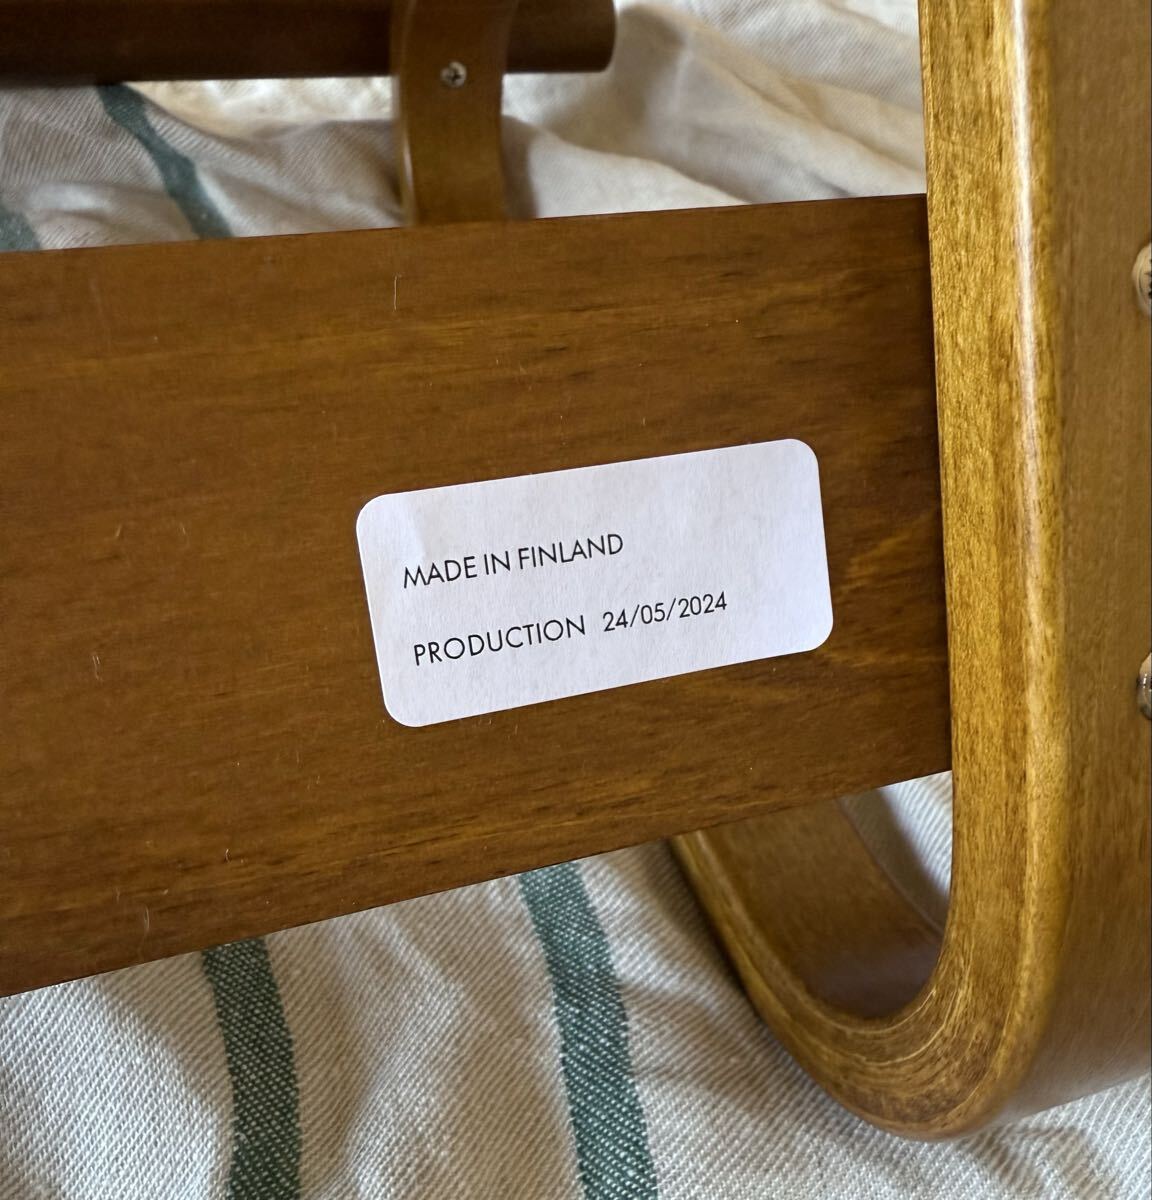 MADE IN FINLAND
PRODUCTION 24/05/2024